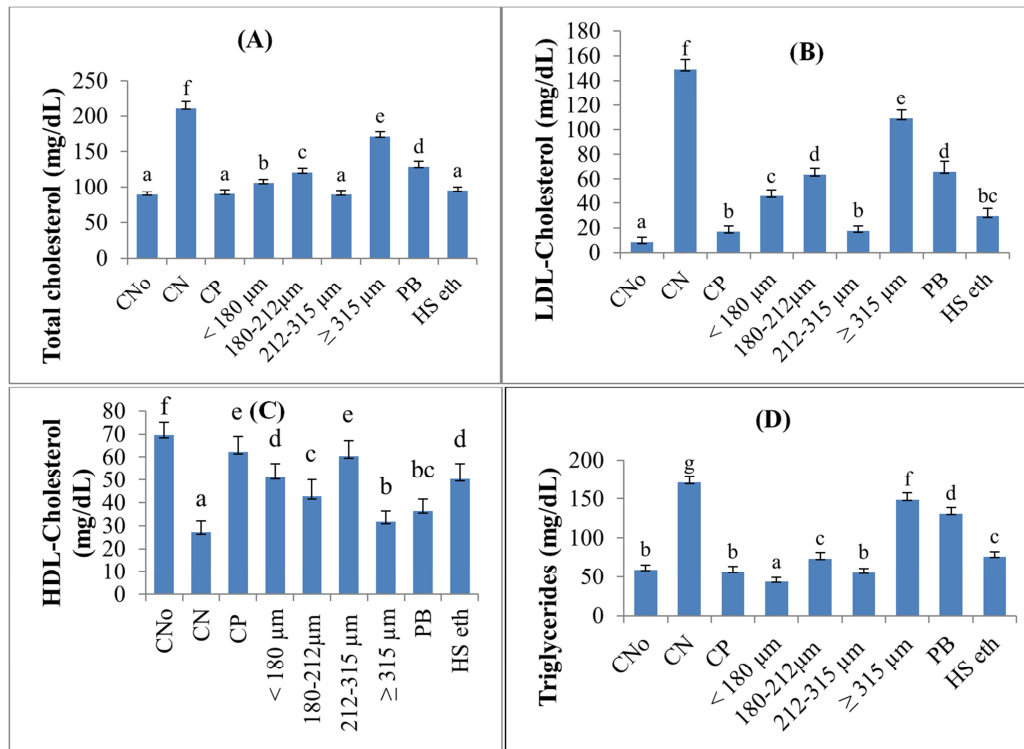 (A)
Total cholesterol (mg/dL)
250
200
150
100
50
0
a
f
a
b
c
a
e
d
a
CNo
CN
CP
< 180 µm
180-212µm
212-315 µm
≥ 315 µm
PB
HS eth
(B)
LDL-Cholesterol (mg/dL)
180
160
140
120
100
80
60
40
20
0
a
f
b
c
d
b
e
d
bc
CNo
CN
CP
< 180 µm
180-212µm
212-315 µm
≥ 315 µm
PB
HS eth
(C)
HDL-Cholesterol
(mg/dL)
80
70
60
50
40
30
20
10
0
f
a
e
d
c
e
b
bc
d
CNo
CN
CP
< 180 µm
180-212µm
212-315 µm
≥ 315 µm
PB
HS eth
(D)
Triglycerides (mg/dL)
200
150
100
50
0
b
g
b
a
c
b
f
d
c
CNo
CN
CP
< 180 µm
180-212µm
212-315 µm
≥ 315 µm
PB
HS eth